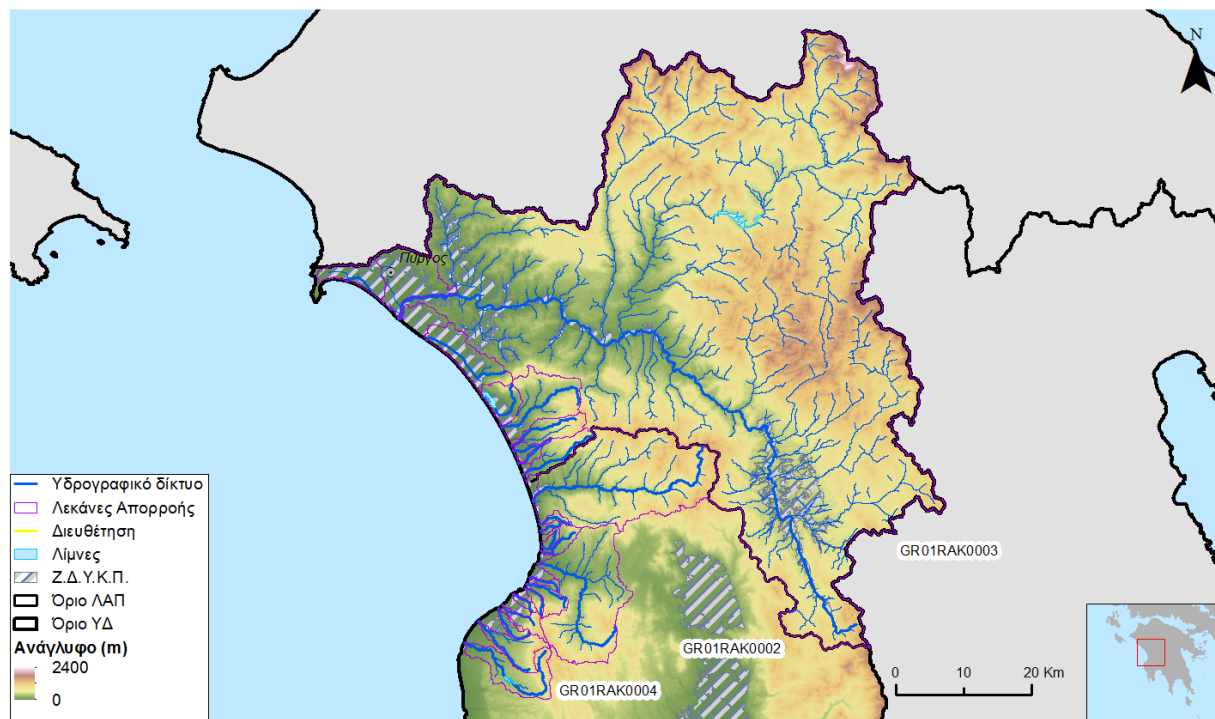 N
Πύργος
Υδρογραφικό δίκτυο
Λεκάνες Απορροής
Διευθέτηση
Λίμνες
Ζ.Δ.Υ.Κ.Π.
Όριο ΛΑΠ
Όριο ΥΔ
Ανάγλυφο (m)
2400
0
GR01RAK0003
GR01RAK0002
GR01RAK0004
0 10 20 Km